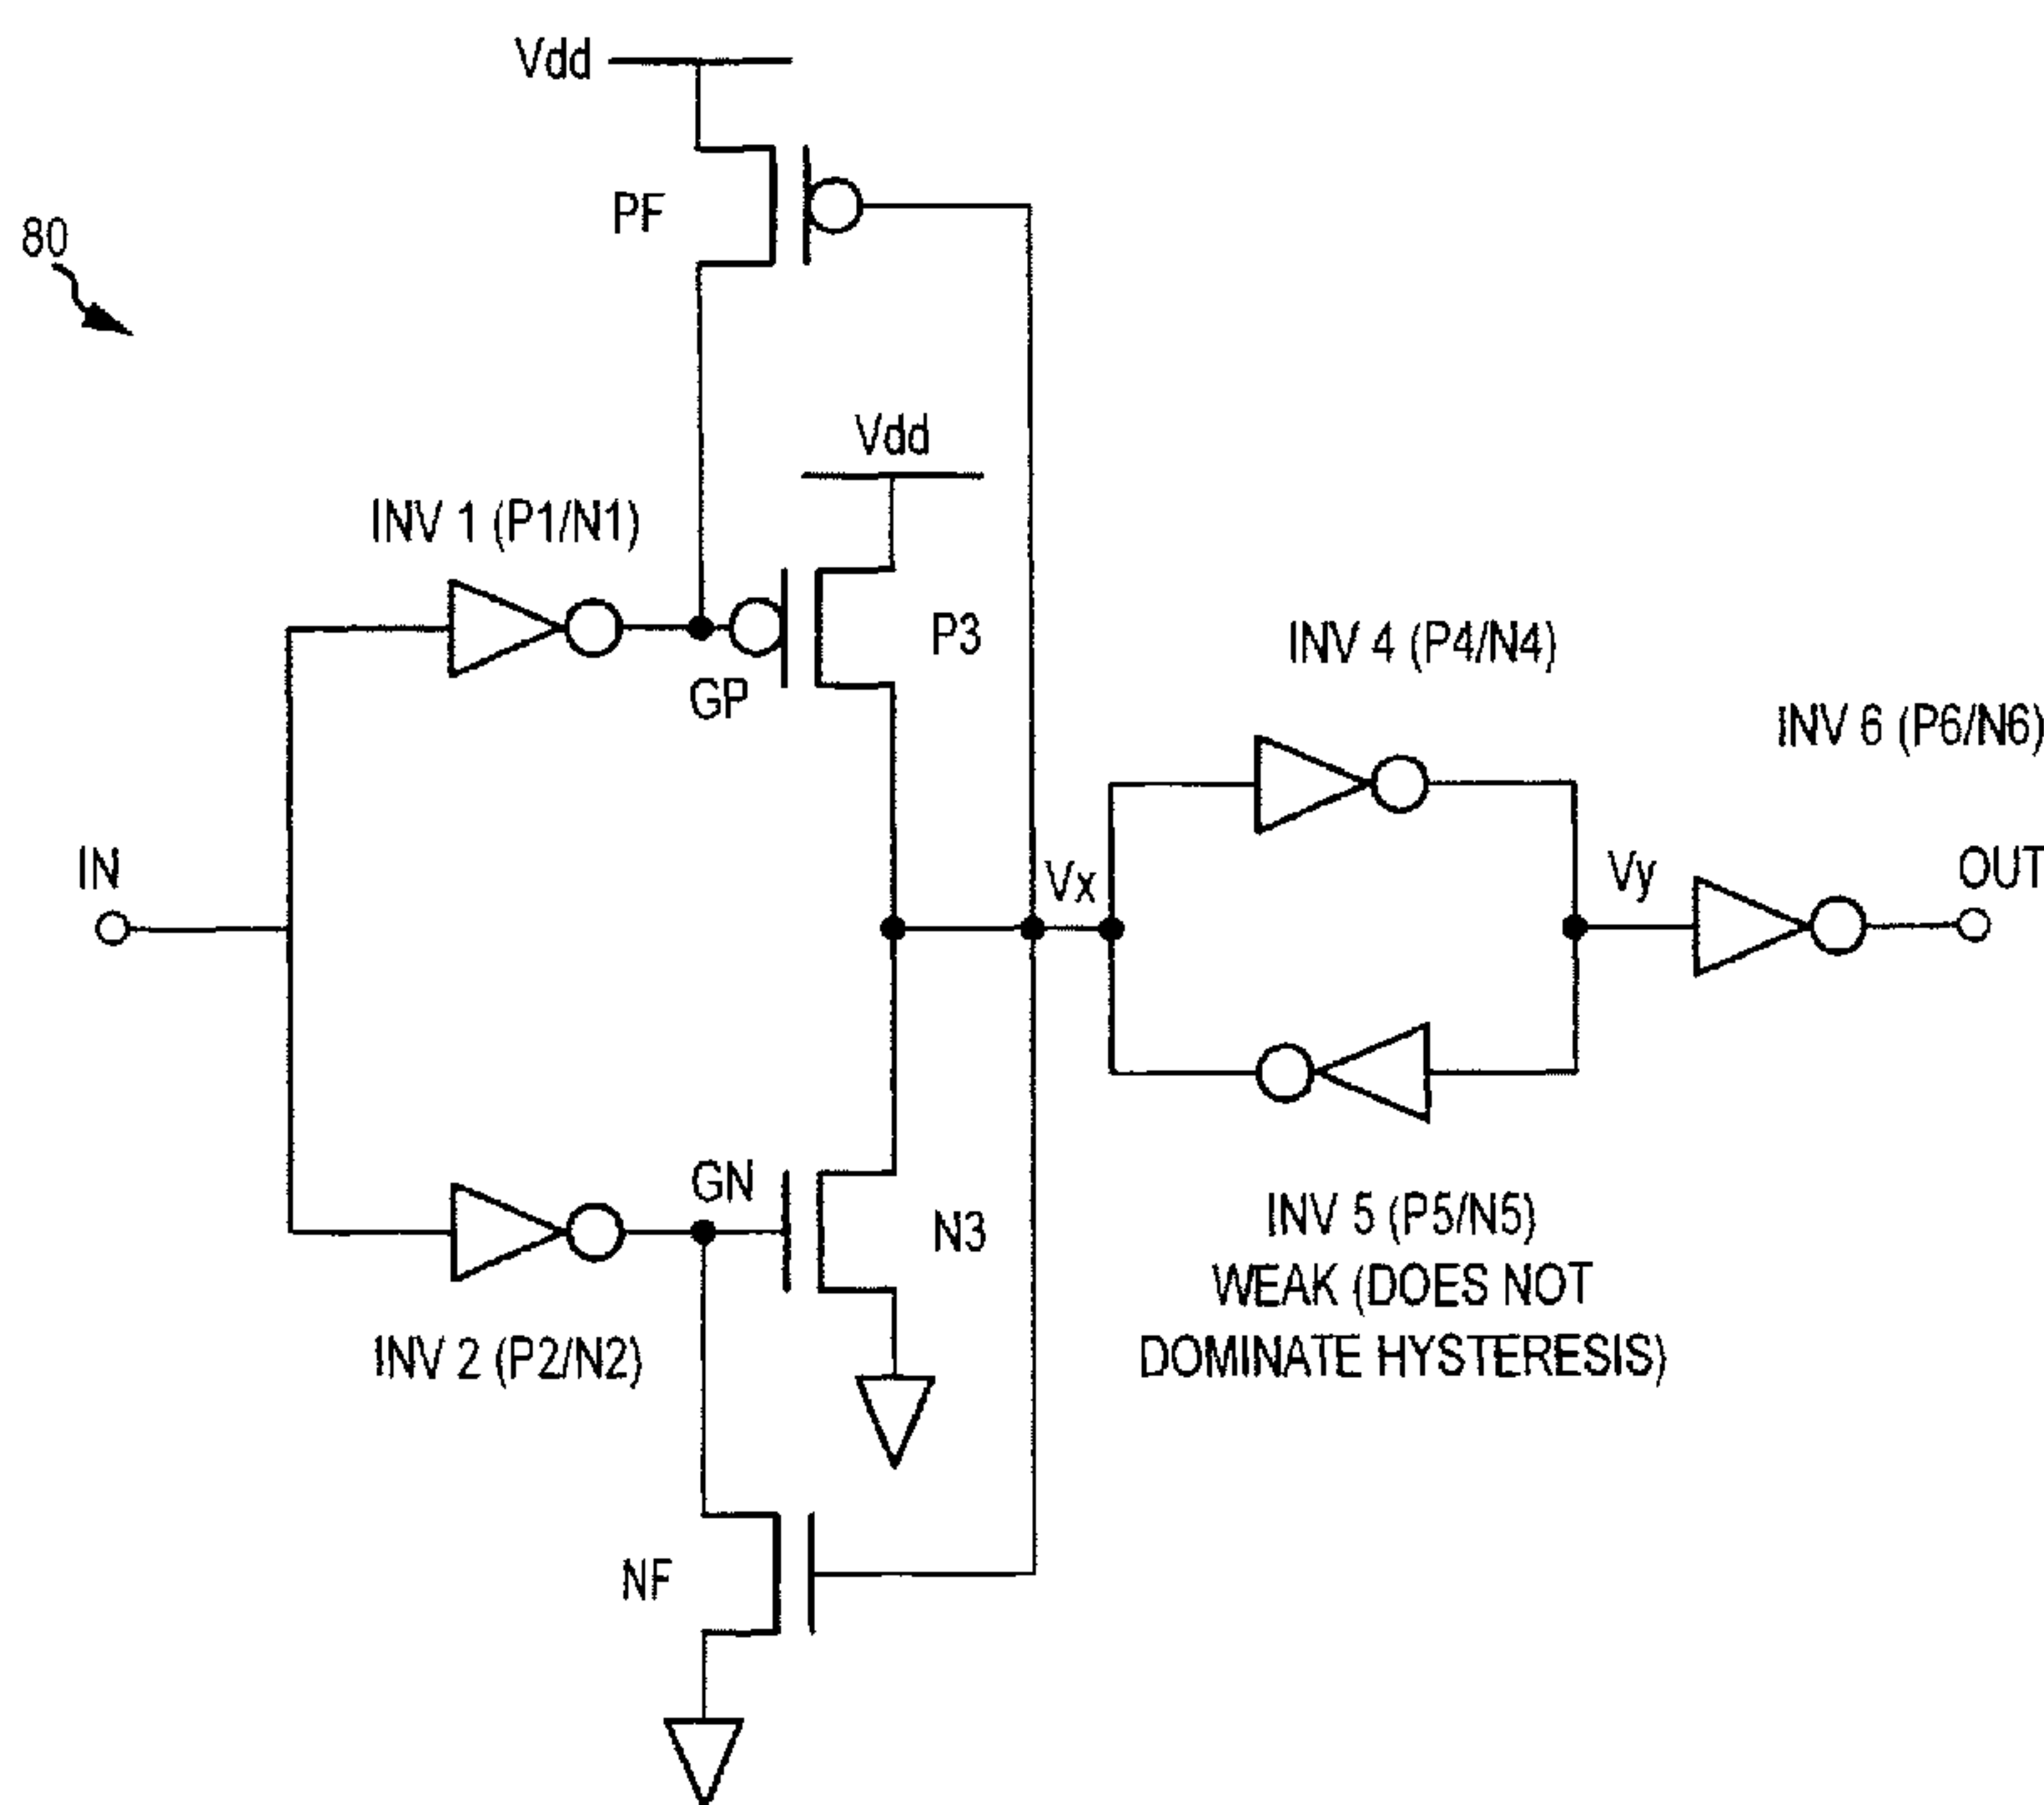 Vdd
PF
80
Vdd
INV 1 (P1/N1)
P3
GP
INV 4 (P4/N4)
INV 6 (P6/N6)
IN
Vx
Vy
OUT
GN
N3
INV 5 (P5/N5)
WEAK (DOES NOT
DOMINATE HYSTERESIS)
INV 2 (P2/N2)
NF